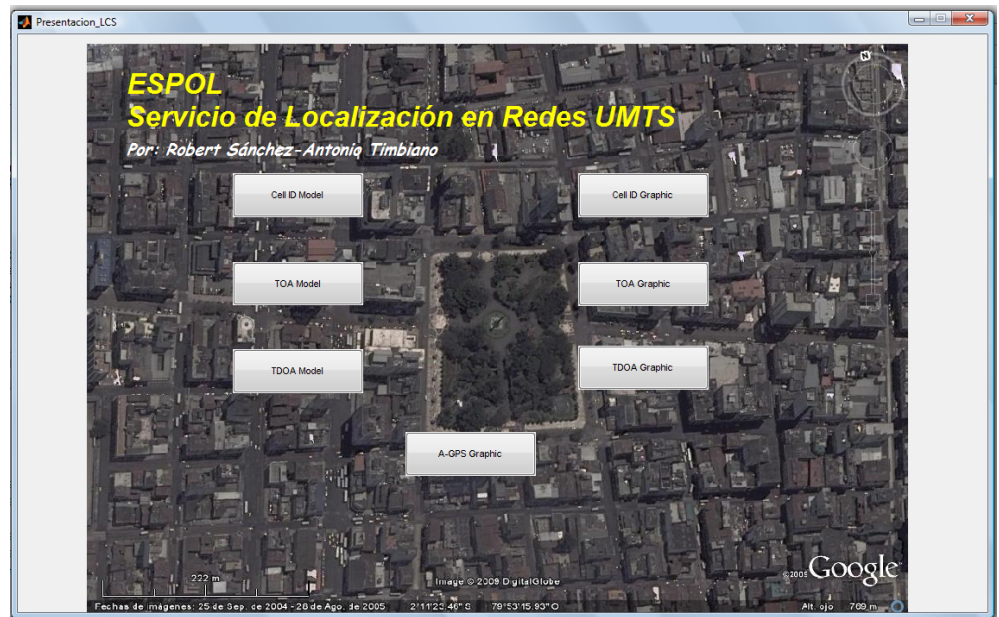 Presentacion_LCS
N
ESPOL
Servicio de Localización en Redes UMTS
Por: Robert Sánchez-Antonio Timbiano
Cell ID Model
Cell ID Graphic
TOA Model
TOA Graphic
TDOA Model
TDOA Graphic
A-GPS Graphic
222 m
Image © 2009 DigitalGlobe
©2009 Google
Fechas de imágenes: 25 de Sep. de 2004 - 28 de Ago. de 2005 2°11'23.46" S 79°53'15.93" O Alt. ojo 769 m